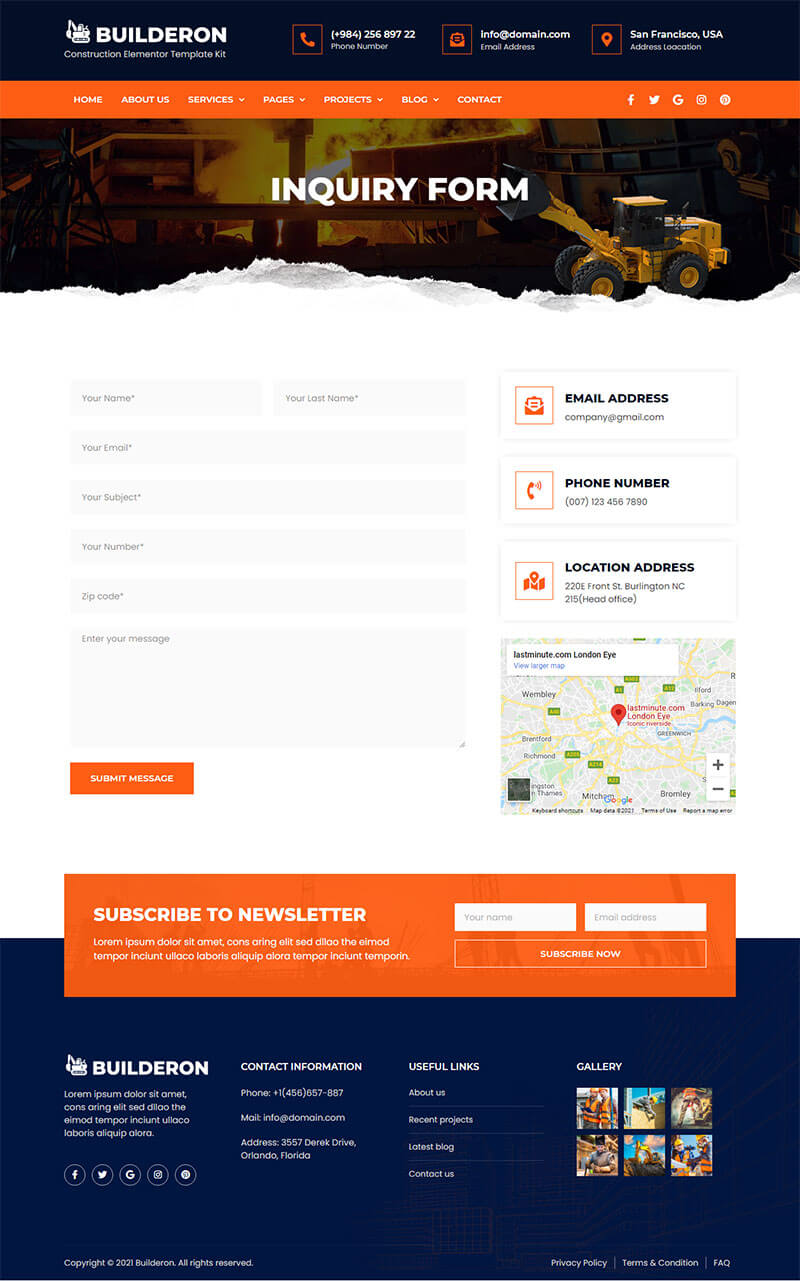 BUILDERON
Construction Elementor Template Kit
(+984) 256 897 22
Phone Number
info@domain.com
Email Address
San Francisco, USA
Address Loacation
HOME
ABOUT US
SERVICES
PAGES
PROJECTS
BLOG
CONTACT
INQUIRY FORM
Your Name*
Your Last Name*
Your Email*
Your Subject*
Your Number*
Zip code*
Enter your message
SUBMIT MESSAGE
EMAIL ADDRESS
company@gmail.com
PHONE NUMBER
(007) 123 456 7890
LOCATION ADDRESS
220E Front St. Burlington NC
215(Head office)
lastminute.com London Eye
View larger map
Wembley
Ilford
Barking
Dagen
lastminute.com
London Eye
Iconic riverside
GREENWICH
Brentford
Richmond
ingston
on Thames
Mitcham
Bromley
Google
Keyboard shortcuts
Map data ©2021
Terms of Use
Report a map error
SUBSCRIBE TO NEWSLETTER
Lorem ipsum dolor sit amet, cons aring elit sed dllao the eimod
tempor inciunt ullaco laboris aliquip alora tempor inciunt temporin.
Your name
Email address
SUBSCRIBE NOW
BUILDERON
Lorem ipsum dolor sit amet,
cons aring elit sed dllao the
eimod tempor inciunt ullaco
laboris aliquip alora.
CONTACT INFORMATION
Phone: +1(456)657-887
Mail: info@domain.com
Address: 3557 Derek Drive,
Orlando, Florida
USEFUL LINKS
About us
Recent projects
Latest blog
Contact us
GALLERY
Copyright © 2021 Builderon. All rights reserved.
Privacy Policy
Terms & Condition
FAQ